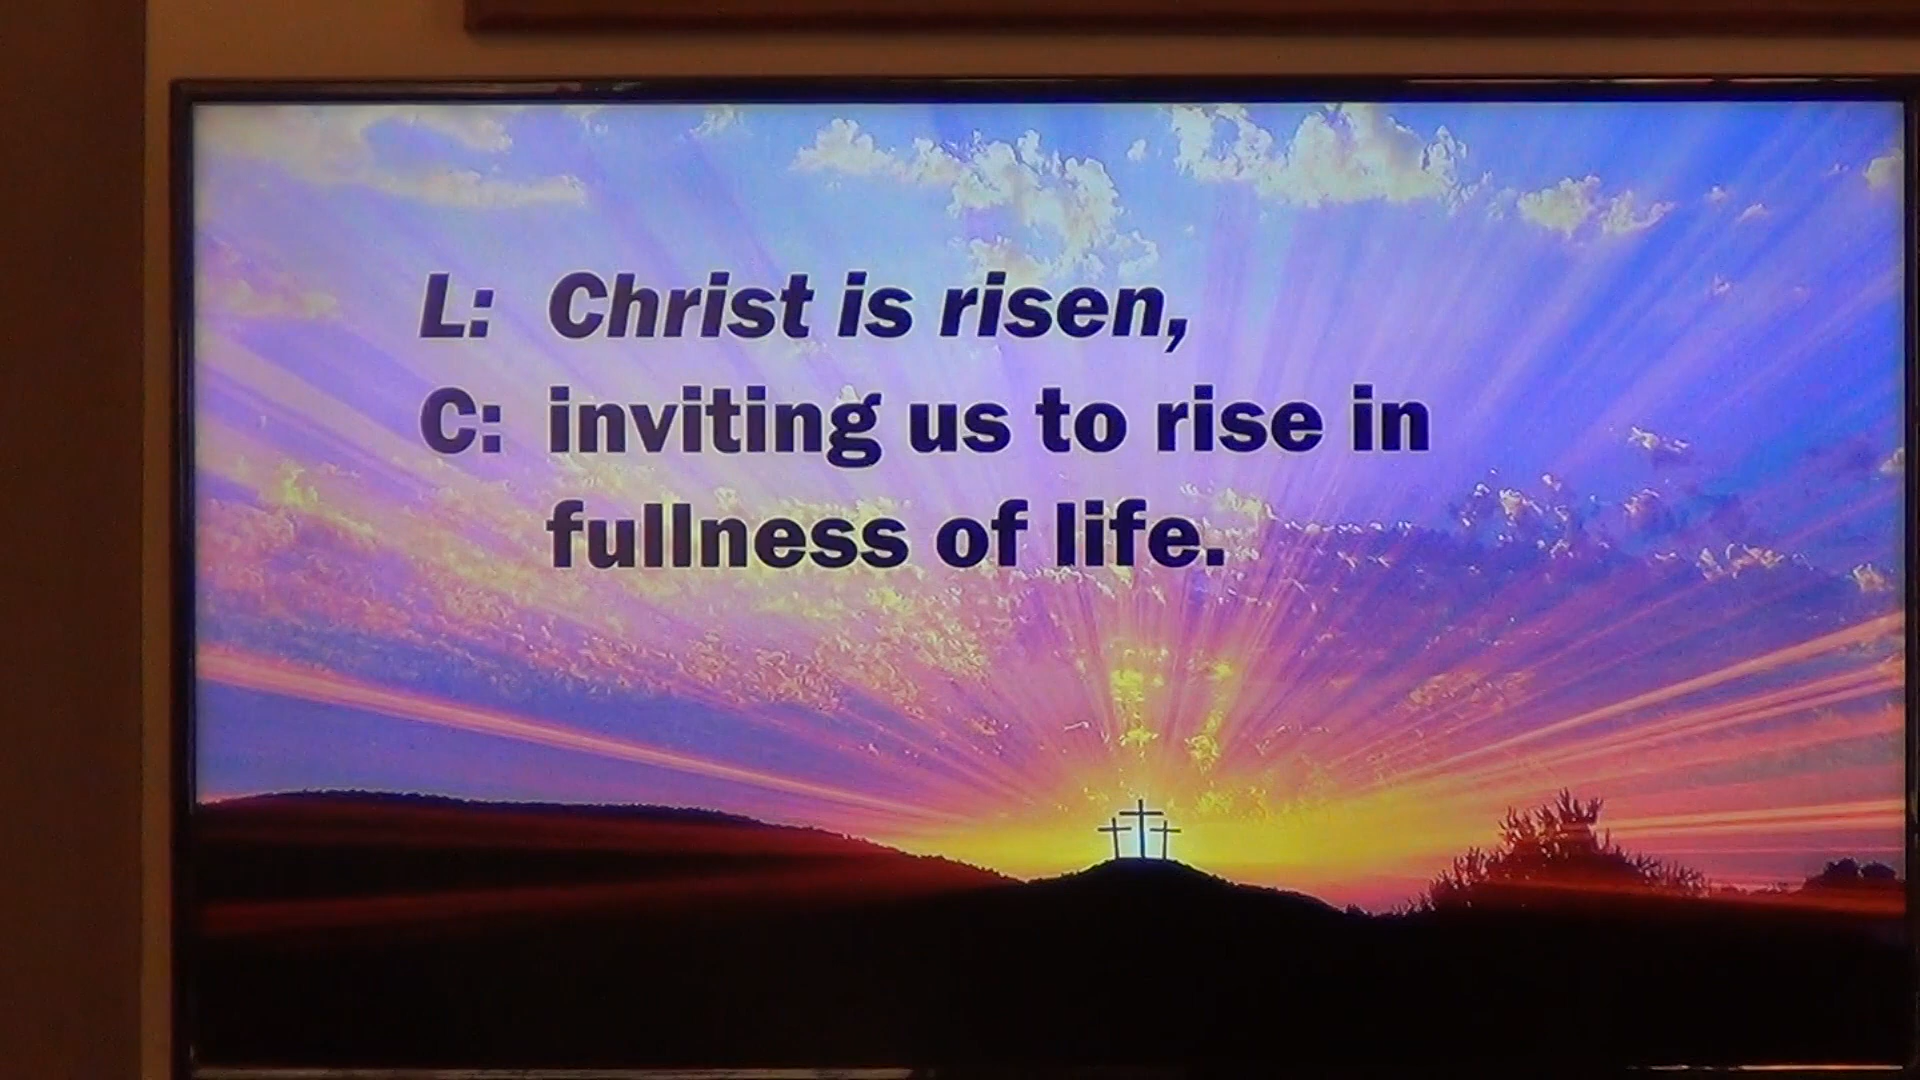 L: Christ is risen,
C: inviting us to rise in
fullness of life.